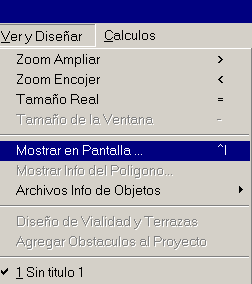 Ver y Diseñar Calculos
Zoom Ampliar >
Zoom Encojer <
Tamaño Real =
Tamaño de la Ventana -
Mostrar en Pantalla ... ^I
Mostrar Info del Poligono...
Archivos Info de Objetos
Diseño de Vialidad y Terrazas
Agregar Obstaculos al Proyecto
1 Sin titulo 1